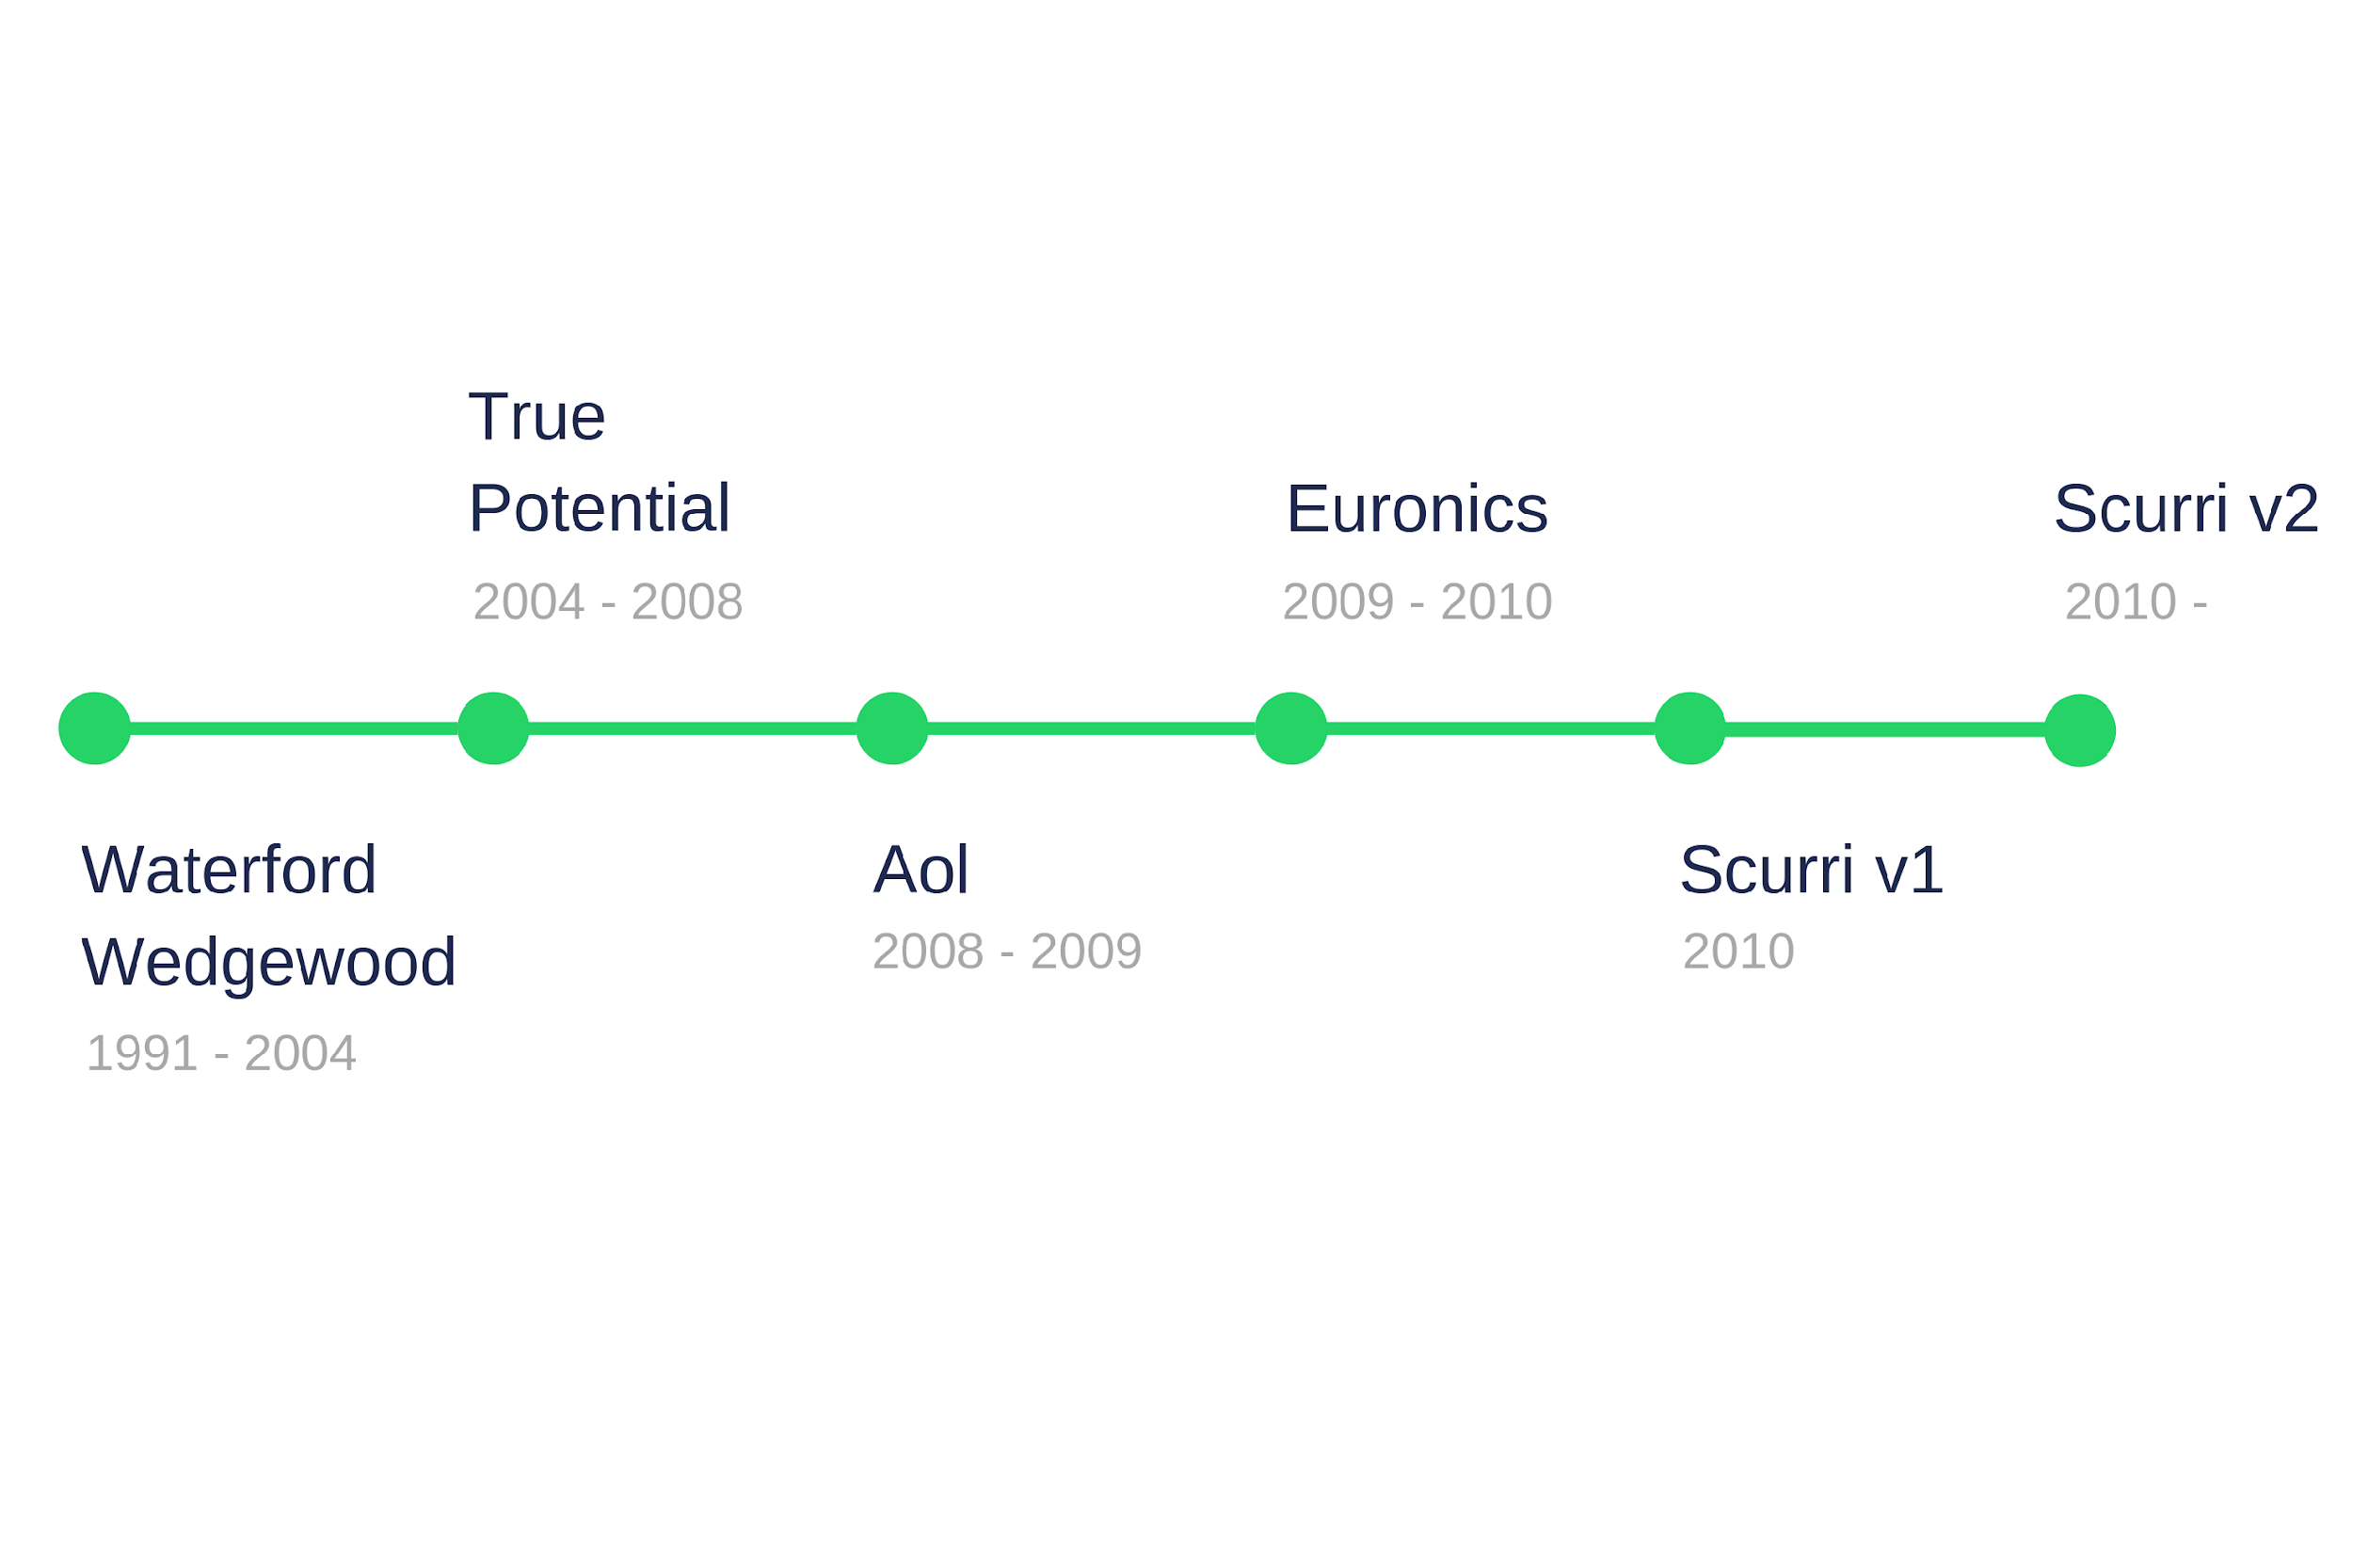 True
Potential
2004 - 2008
Euronics
2009 - 2010
Scurri v2
2010 -
Waterford
Wedgewood
1991 - 2004
Aol
2008 - 2009
Scurri v1
2010